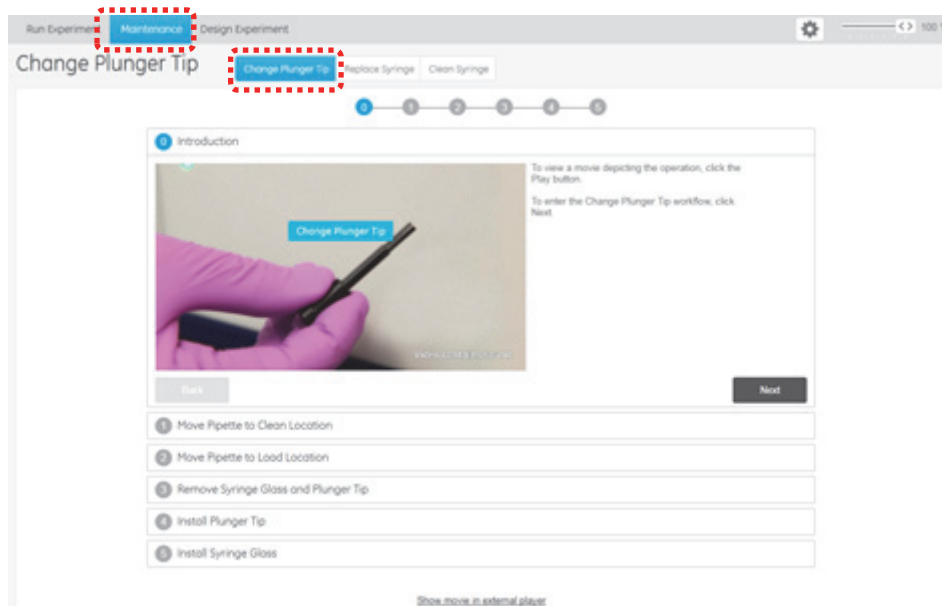 Run Experiment Maintenance Design Experiment 100 %
Change Plunger Tip Change Plunger Tip Replace Syringe Clean Syringe
0 1 2 3 4 5
0 Introduction
To view a movie depicting the operation, click the
Play button.
To enter the Change Plunger Tip workflow, click
Next
Change Plunger Tip
Back Next
1 Move Pipette to Clean Location
2 Move Pipette to Load Location
3 Remove Syringe Glass and Plunger Tip
4 Install Plunger Tip
5 Install Syringe Glass
Show movie in external player